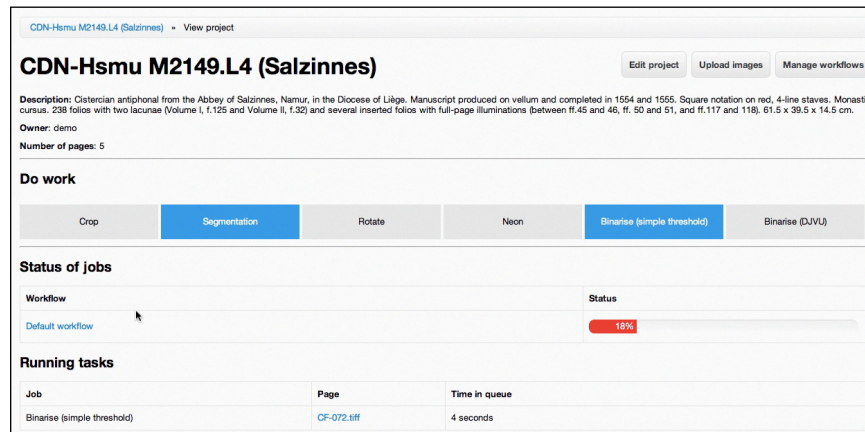 CDN-Hsmu M2149.L4 (Salzinnes) » View project
CDN-Hsmu M2149.L4 (Salzinnes)
Edit project Upload images Manage workflows
Description: Cistercian antiphonal from the Abbey of Salzinnes, Namur, in the Diocese of Liège. Manuscript produced on vellum and completed in 1554 and 1555. Square notation on red, 4-line staves. Monasti
cursus. 238 folios with two lacunae (Volume I, f.125 and Volume II, f.32) and several inserted folios with full-page illuminations (between ff.45 and 46, ff. 50 and 51, and ff.117 and 118). 61.5 x 39.5 x 14.5 cm.
Owner: demo
Number of pages: 5
Do work
Crop Segmentation Rotate Neon Binarise (simple threshold) Binarise (DJVU)
Status of jobs
Workflow Status
Default workflow 18%
Running tasks
Job Page Time in queue
Binarise (simple threshold) CF-072.tiff 4 seconds